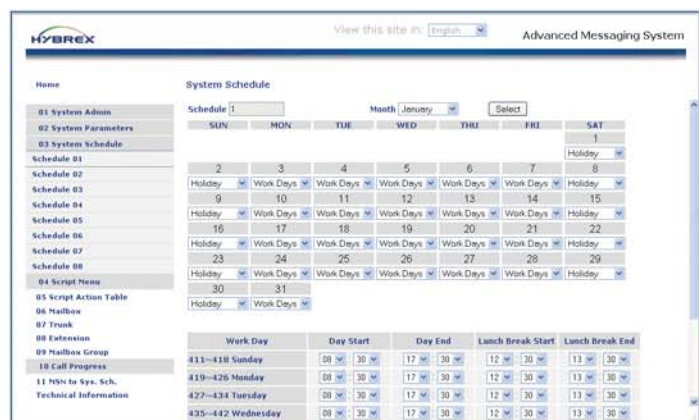 HYBREX
View this site in: English
Advanced Messaging System
Home
01 System Admin
02 System Parameters
03 System Schedule
Schedule 01
Schedule 02
Schedule 03
Schedule 04
Schedule 05
Schedule 06
Schedule 07
Schedule 08
04 Script Menu
05 Script Action Table
06 Mailbox
07 Trunk
08 Extension
09 Mailbox Group
10 Call Progress
11 MSN to Sys. Sch.
Technical Information
System Schedule
Schedule 1 Month January Select
SUN MON TUE WED THU FRI SAT
1
Holiday
2 3 4 5 6 7 8
Holiday Work Days Work Days Work Days Work Days Work Days Holiday
9 10 11 12 13 14 15
Holiday Work Days Work Days Work Days Work Days Work Days Holiday
16 17 18 19 20 21 22
Holiday Work Days Work Days Work Days Work Days Work Days Holiday
23 24 25 26 27 28 29
Holiday Work Days Work Days Work Days Work Days Work Days Holiday
30 31
Holiday Work Days
Work Day Day Start Day End Lunch Break Start Lunch Break End
411~418 Sunday 08 : 30 17 : 30 12 : 30 13 : 30
419~426 Monday 08 : 30 17 : 30 12 : 30 13 : 30
427~434 Tuesday 08 : 30 17 : 30 12 : 30 13 : 30
435~442 Wednesday 08 : 30 17 : 30 12 : 30 13 : 30